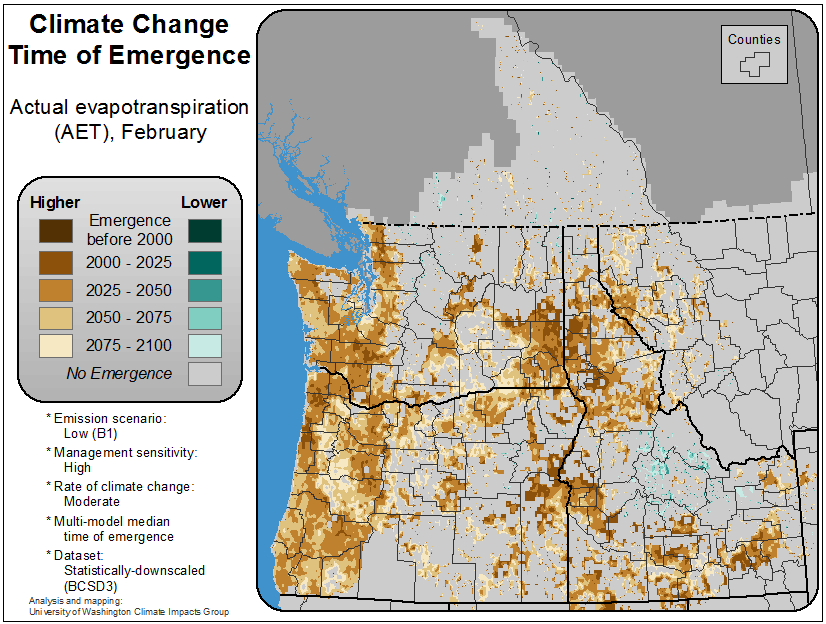 Climate Change
Time of Emergence
Actual evapotranspiration
(AET), February
Higher
Lower
Emergence
before 2000
2000 - 2025
2025 - 2050
2050 - 2075
2075 - 2100
No Emergence
* Emission scenario:
Low (B1)
* Management sensitivity:
High
* Rate of climate change:
Moderate
* Multi-model median
time of emergence
* Dataset:
Statistically-downscaled
(BCSD3)
Analysis and mapping:
University of Washington Climate Impacts Group
Counties